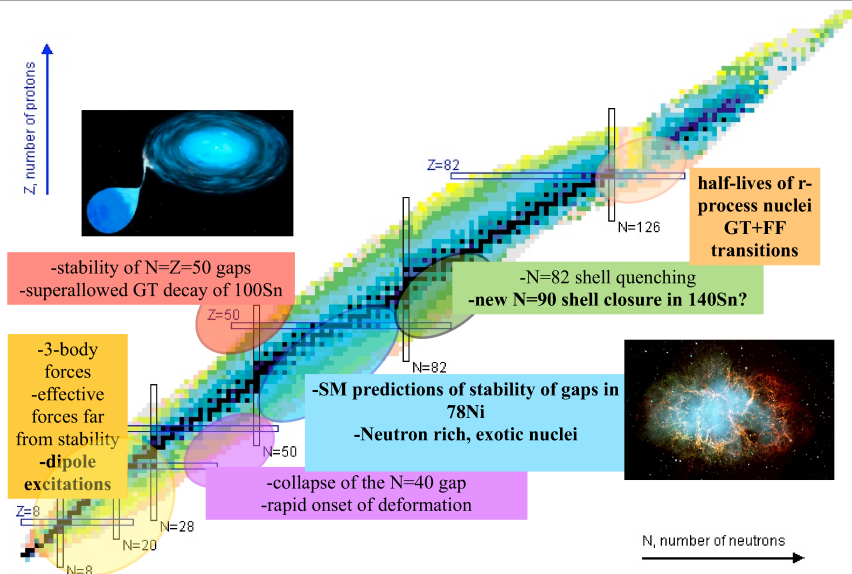 Z, number of protons
Z=82
half-lives of r-
process nuclei
GT+FF
transitions
N=126
-stability of N=Z=50 gaps
-superallowed GT decay of 100Sn
-N=82 shell quenching
-new N=90 shell closure in 140Sn?
Z=50
N=82
-3-body
forces
-effective
forces far
from stability
-dipole
excitations
-SM predictions of stability of gaps in
78Ni
-Neutron rich, exotic nuclei
N=50
-collapse of the N=40 gap
-rapid onset of deformation
Z=8
N=28
N=20
N=8
N, number of neutrons